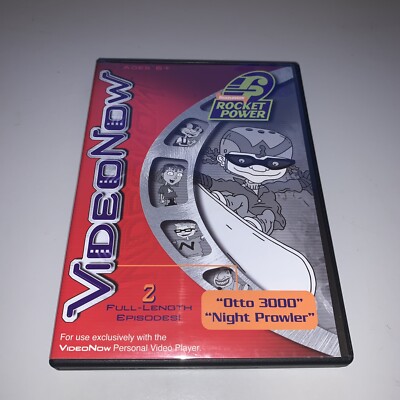 AGES 6+
VIDEONOW
ROCKET
POWER
2
FULL-LENGTH
EPISODES!
"Otto 3000"
"Night Prowler"
For use exclusively with the
VIDEONOW Personal Video Player